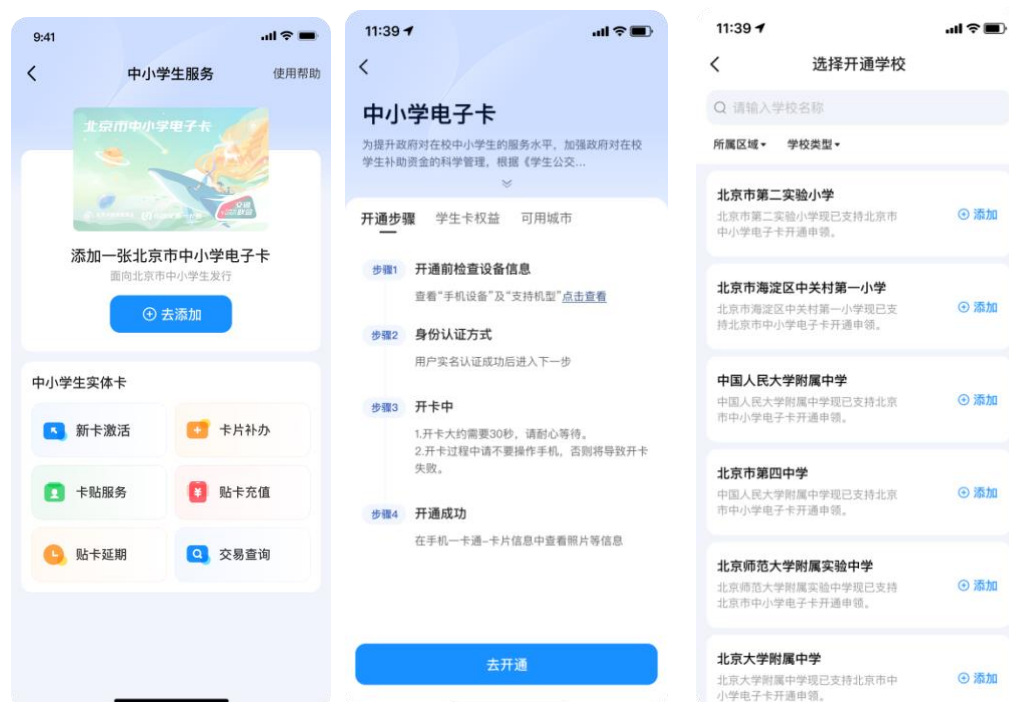 9:41
中小学生服务
使用帮助
北京市中小学电子卡
添加一张北京市中小学电子卡
面向北京市中小学生发行
去添加
中小学生实体卡
新卡激活
卡片补办
卡贴服务
贴卡充值
贴卡延期
交易查询
11:39
中小学电子卡
为提升政府对在校中小学生的服务水平，加强政府对在校
学生补助资金的科学管理，根据《学生公交...
开通步骤 学生卡权益 可用城市
步骤1 开通前检查设备信息
查看“手机设备”及“支持机型”点击查看
步骤2 身份认证方式
用户实名认证成功后进入下一步
步骤3 开卡中
1.开卡大约需要30秒，请耐心等待。
2.开卡过程中请不要操作手机，否则将导致开卡
失败。
步骤4 开通成功
在手机一卡通-卡片信息中查看照片等信息
去开通
11:39
选择开通学校
请输入学校名称
所属区域 学校类型
北京市第二实验小学
北京市第二实验小学现已支持北京市
中小学电子卡开通申领。
添加
北京市海淀区中关村第一小学
北京市海淀区中关村第一小学现已支
持北京市中小学电子卡开通申领。
添加
中国人民大学附属中学
中国人民大学附属中学现已支持北京
市中小学电子卡开通申领。
添加
北京市第四中学
中国人民大学附属中学现已支持北京
市中小学电子卡开通申领。
添加
北京师范大学附属实验中学
北京师范大学附属实验中学现已支持
北京市中小学电子卡开通申领。
添加
北京大学附属中学
北京大学附属中学现已支持北京市中
小学电子卡开通申领。
添加